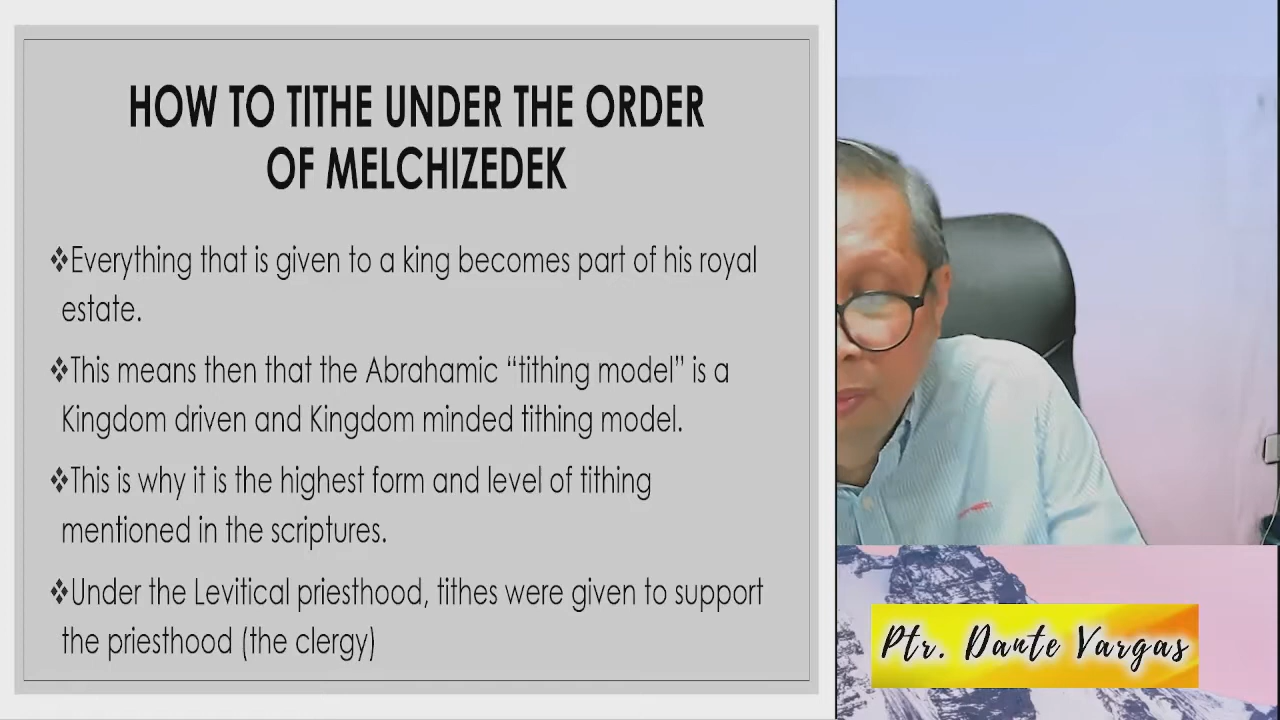 HOW TO TITHE UNDER THE ORDER
OF MELCHIZEDEK
❖Everything that is given to a king becomes part of his royal
estate.
❖This means then that the Abrahamic “tithing model” is a
Kingdom driven and Kingdom minded tithing model.
❖This is why it is the highest form and level of tithing
mentioned in the scriptures.
❖Under the Levitical priesthood, tithes were given to support
the priesthood (the clergy)
Ptr. Dante Vargas